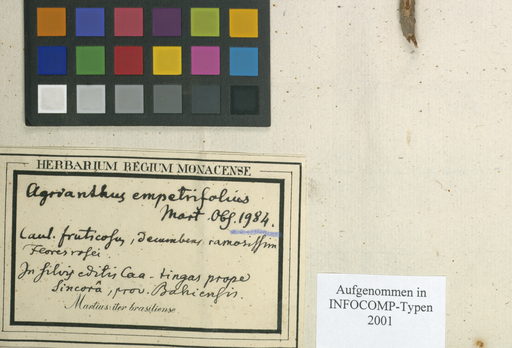 HERBARIUM REGIUM MONACENSE
Agrianthus empetrifolius
Mart. Obs. 1984.
Caul. fruticosus, decumbens, ramosissim
Flores rosei.
In silvis editis Caa-tingas prope
Sincorâ, prov. Bahiensis.
Martius: iter brasiliense
Aufgenommen in
INFOCOMP-Typen
2001